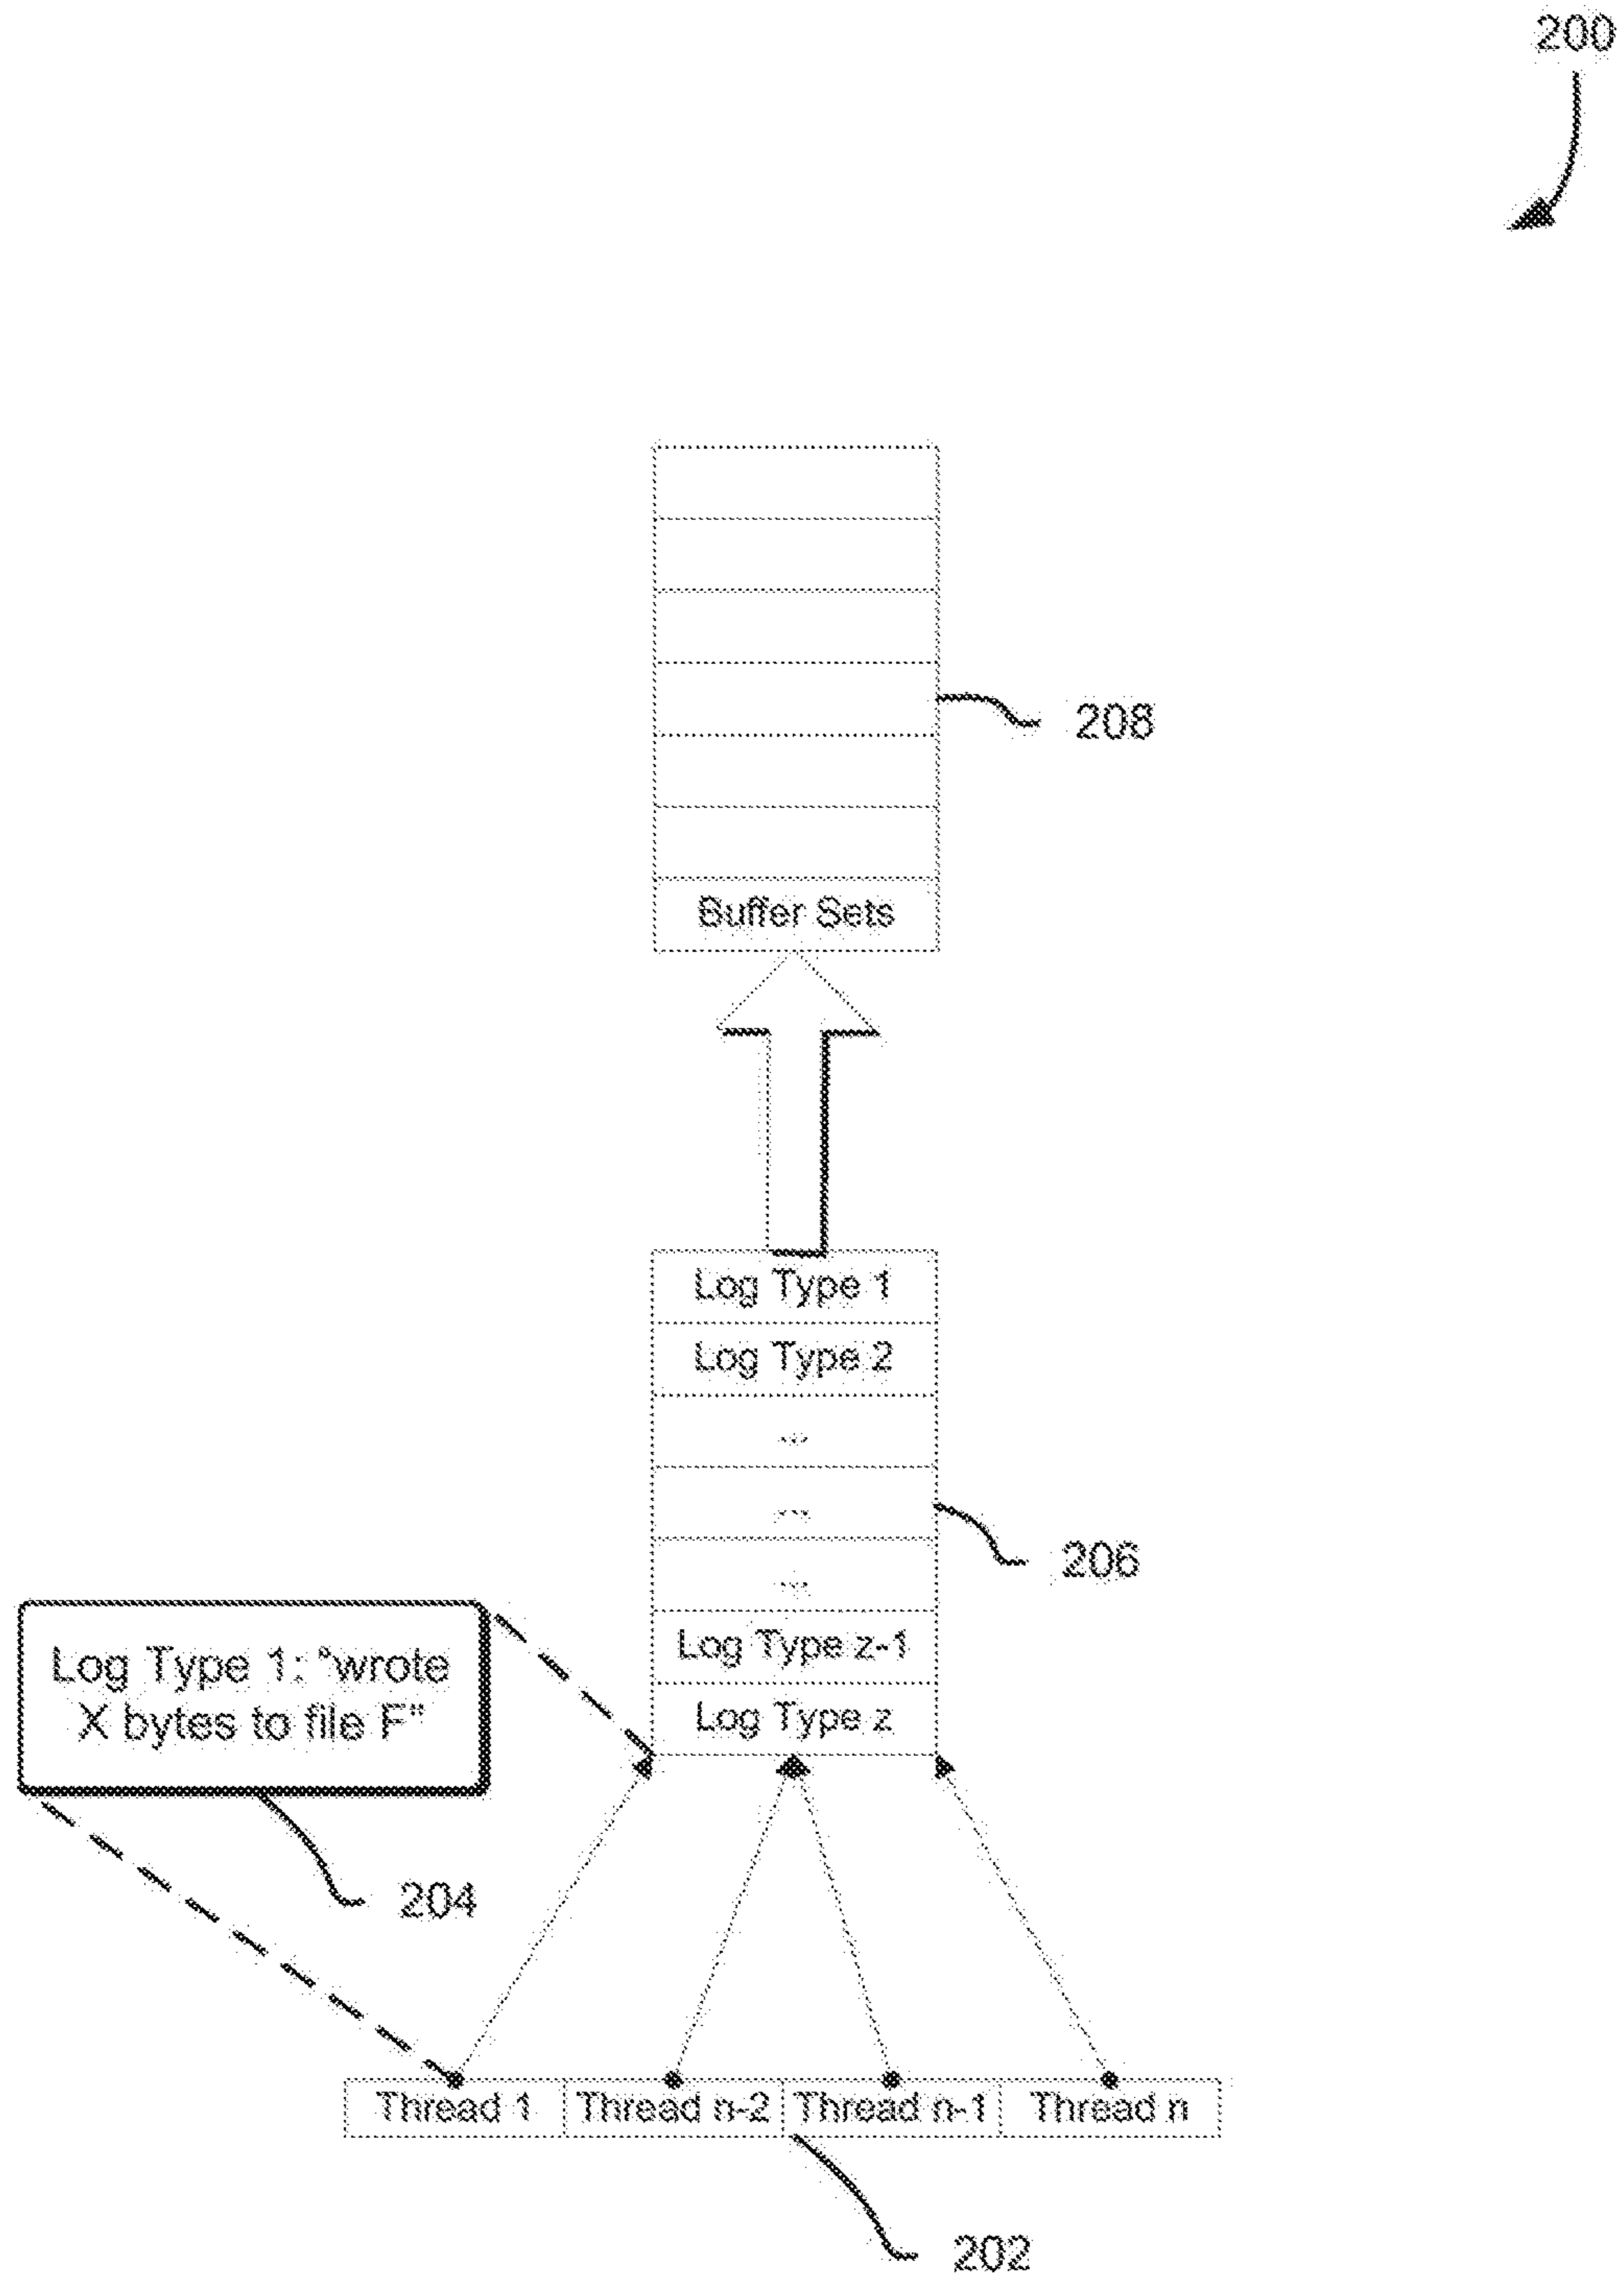 200
208
Buffer Sets
Log Type 1
Log Type 2
...
...
...
206
Log Type z-1
Log Type 1: "wrote
X bytes to file F"
Log Type z
204
Thread 1 Thread n-2 Thread n-1 Thread n
202